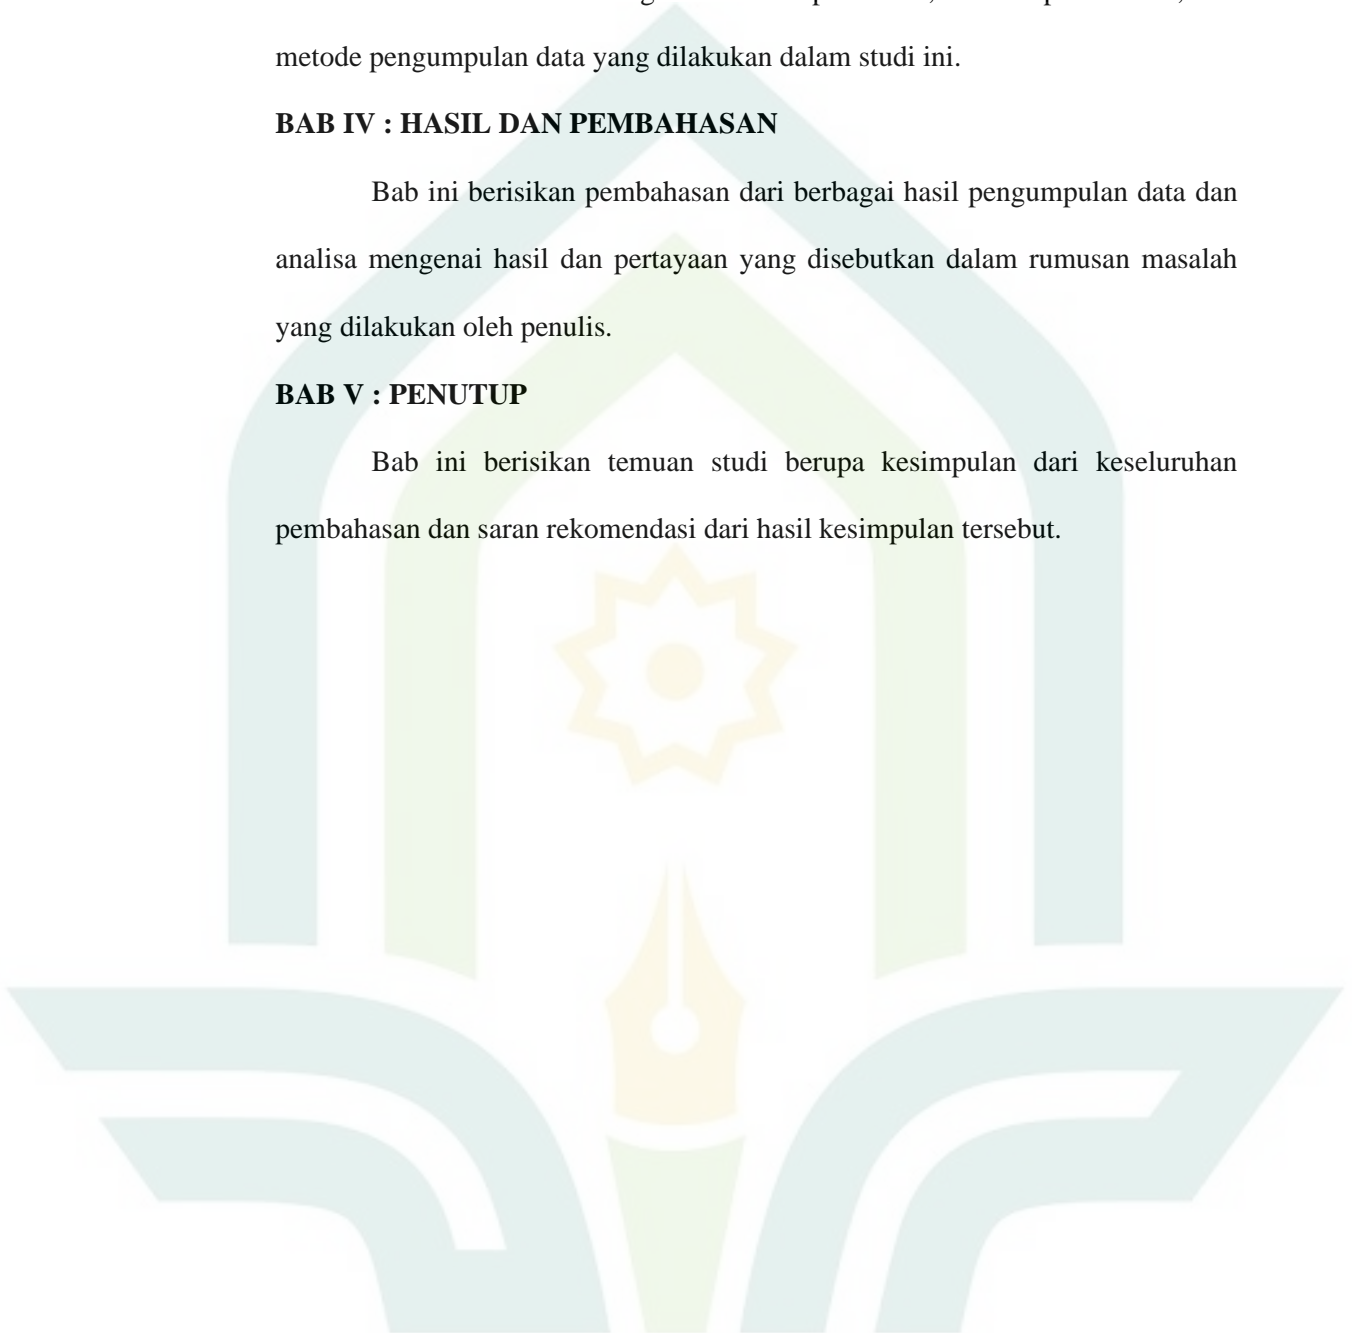 metode pengumpulan data yang dilakukan dalam studi ini.
BAB IV : HASIL DAN PEMBAHASAN
Bab ini berisikan pembahasan dari berbagai hasil pengumpulan data dan
analisa mengenai hasil dan pertayaan yang disebutkan dalam rumusan masalah
yang dilakukan oleh penulis.
BAB V : PENUTUP
Bab ini berisikan temuan studi berupa kesimpulan dari keseluruhan
pembahasan dan saran rekomendasi dari hasil kesimpulan tersebut.